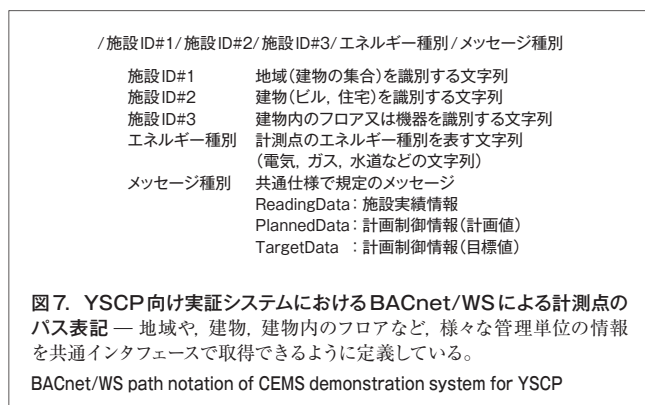 /施設ID#1/施設ID#2/施設ID#3/エネルギー種別/メッセージ種別
施設ID#1 地域(建物の集合)を識別する文字列
施設ID#2 建物(ビル, 住宅)を識別する文字列
施設ID#3 建物内のフロア又は機器を識別する文字列
エネルギー種別 計測点のエネルギー種別を表す文字列
(電気, ガス, 水道などの文字列)
メッセージ種別 共通仕様で規定のメッセージ
ReadingData:施設実績情報
PlannedData:計画制御情報(計画値)
TargetData :計画制御情報(目標値)
図7. YSCP向け実証システムにおけるBACnet/WSによる計測点の
パス表記 — 地域や, 建物, 建物内のフロアなど, 様々な管理単位の情報
を共通インタフェースで取得できるように定義している。
BACnet/WS path notation of CEMS demonstration system for YSCP